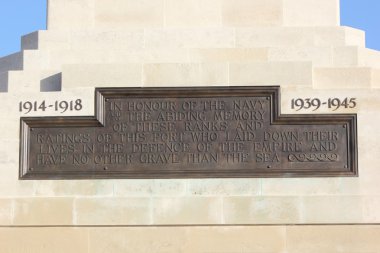 1914-1918
1939-1945
IN HONOUR OF THE NAVY
& THE ABIDING MEMORY
OF THESE RANKS AND
RATINGS OF THIS PORT WHO LAID DOWN THEIR
LIVES IN THE DEFENCE OF THE EMPIRE AND
HAVE NO OTHER GRAVE THAN THE SEA